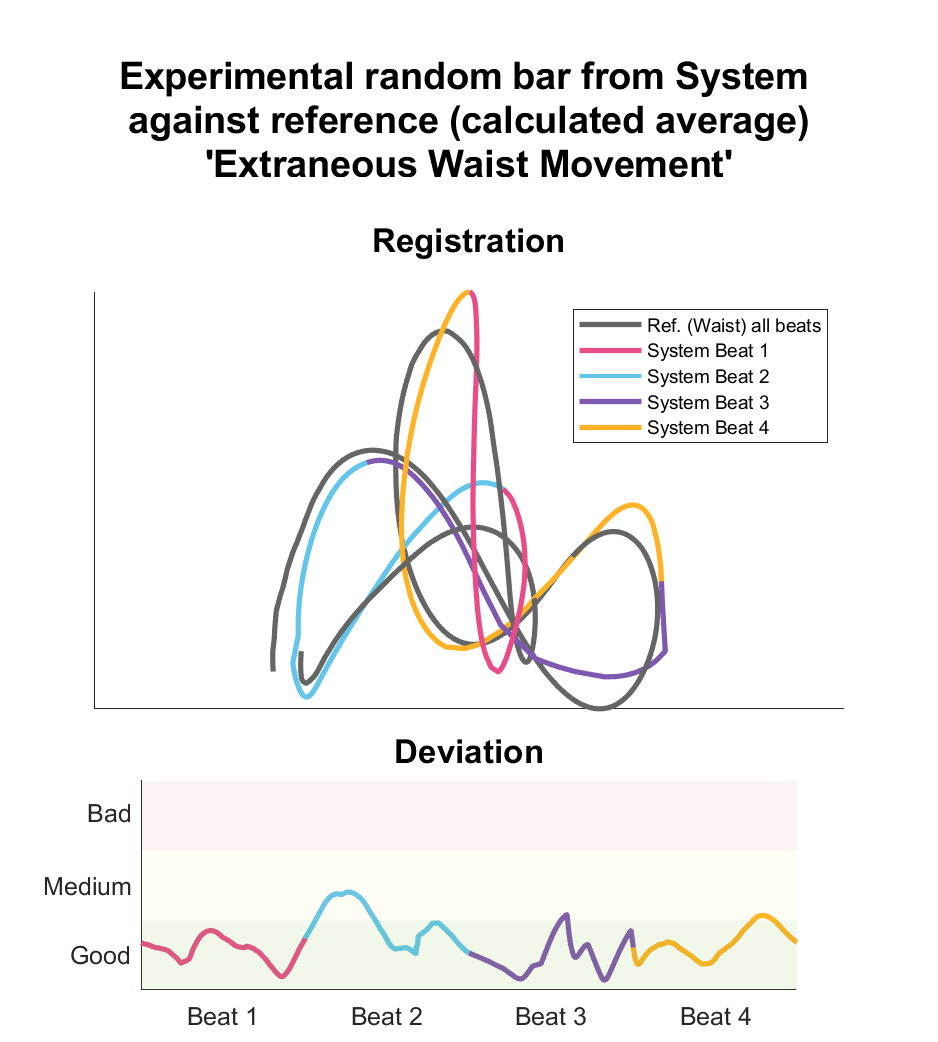 Experimental random bar from System
against reference (calculated average)
'Extraneous Waist Movement'
Registration
Ref. (Waist) all beats
System Beat 1
System Beat 2
System Beat 3
System Beat 4
Deviation
Bad
Medium
Good
Beat 1 Beat 2 Beat 3 Beat 4